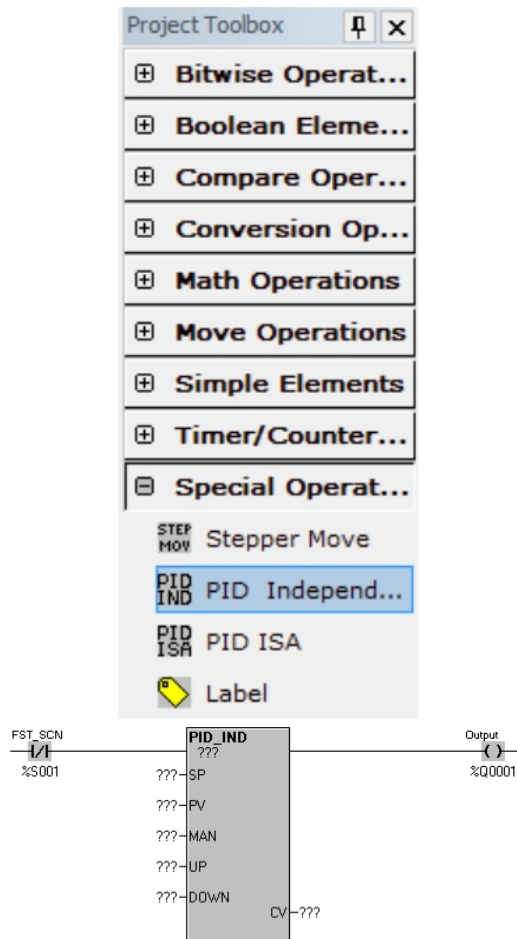 Project Toolbox
Bitwise Operat...
Boolean Eleme...
Compare Oper...
Conversion Op...
Math Operations
Move Operations
Simple Elements
Timer/Counter...
Special Operat...
STEP MOV Stepper Move
PID IND PID Independ...
PID ISA PID ISA
Label
FST_SCN PID_IND Output
???
%S001 ???-SP %Q0001
???-PV
???-MAN
???-UP
???-DOWN
CV-???